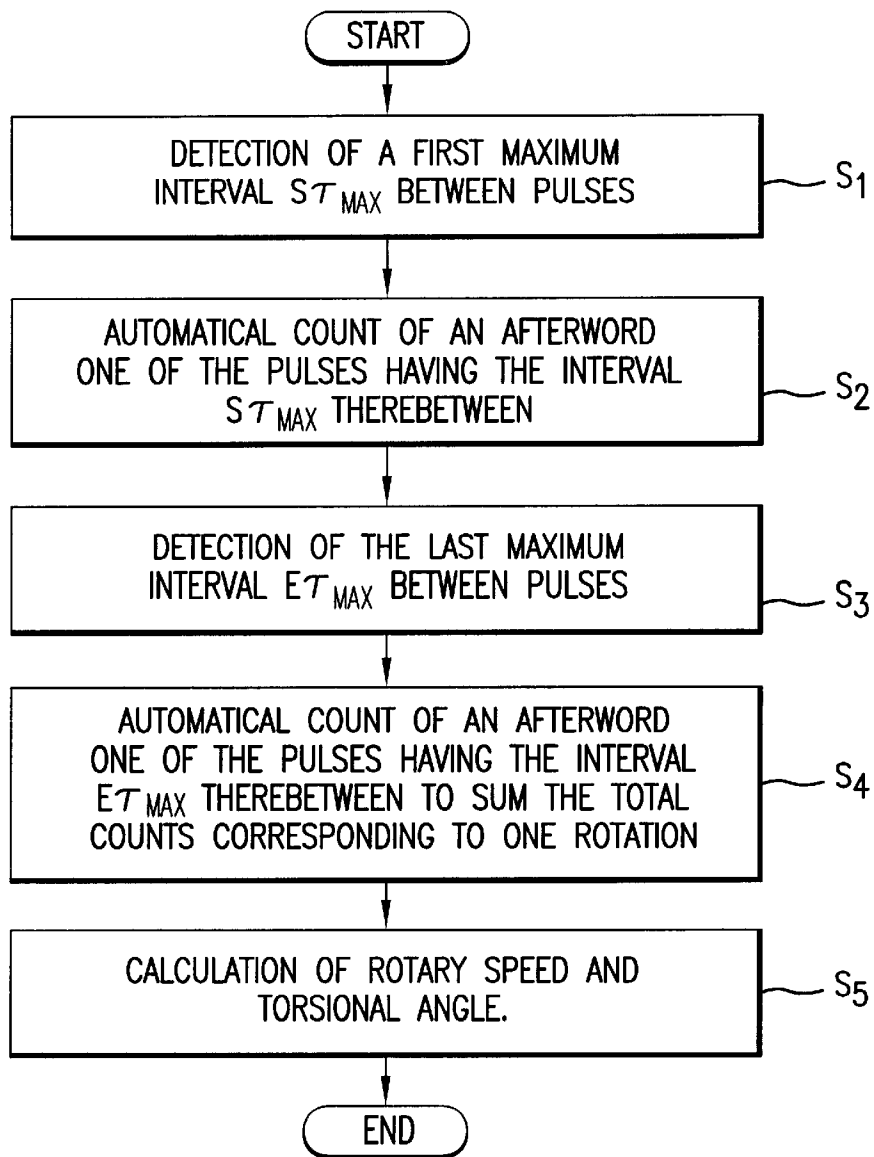 START
DETECTION OF A FIRST MAXIMUM
INTERVAL Sτ MAX BETWEEN PULSES
S1
AUTOMATICAL COUNT OF AN AFTERWORD
ONE OF THE PULSES HAVING THE INTERVAL
Sτ MAX THEREBETWEEN
S2
DETECTION OF THE LAST MAXIMUM
INTERVAL Eτ MAX BETWEEN PULSES
S3
AUTOMATICAL COUNT OF AN AFTERWORD
ONE OF THE PULSES HAVING THE INTERVAL
Eτ MAX THEREBETWEEN TO SUM THE TOTAL
COUNTS CORRESPONDING TO ONE ROTATION
S4
CALCULATION OF ROTARY SPEED AND
TORSIONAL ANGLE.
S5
END